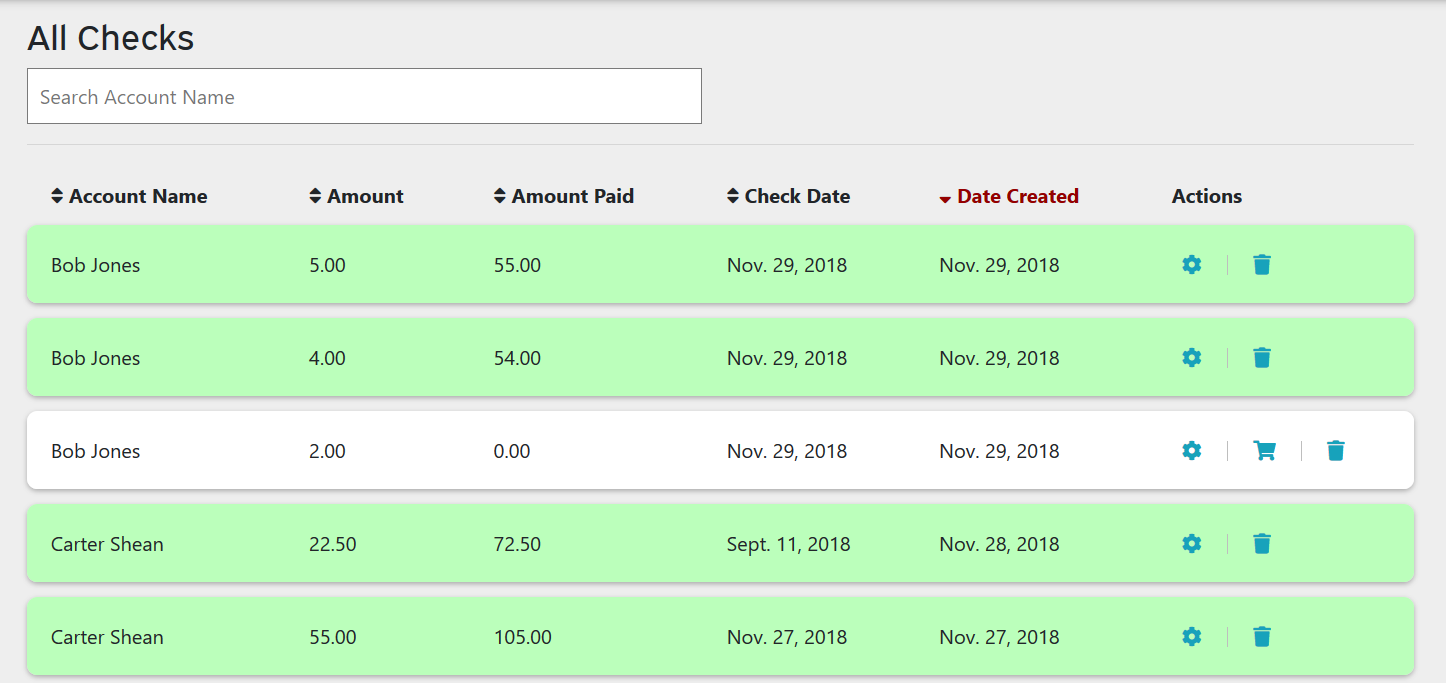 All Checks
Search Account Name
Account Name Amount Amount Paid Check Date Date Created Actions
Bob Jones 5.00 55.00 Nov. 29, 2018 Nov. 29, 2018
Bob Jones 4.00 54.00 Nov. 29, 2018 Nov. 29, 2018
Bob Jones 2.00 0.00 Nov. 29, 2018 Nov. 29, 2018
Carter Shean 22.50 72.50 Sept. 11, 2018 Nov. 28, 2018
Carter Shean 55.00 105.00 Nov. 27, 2018 Nov. 27, 2018